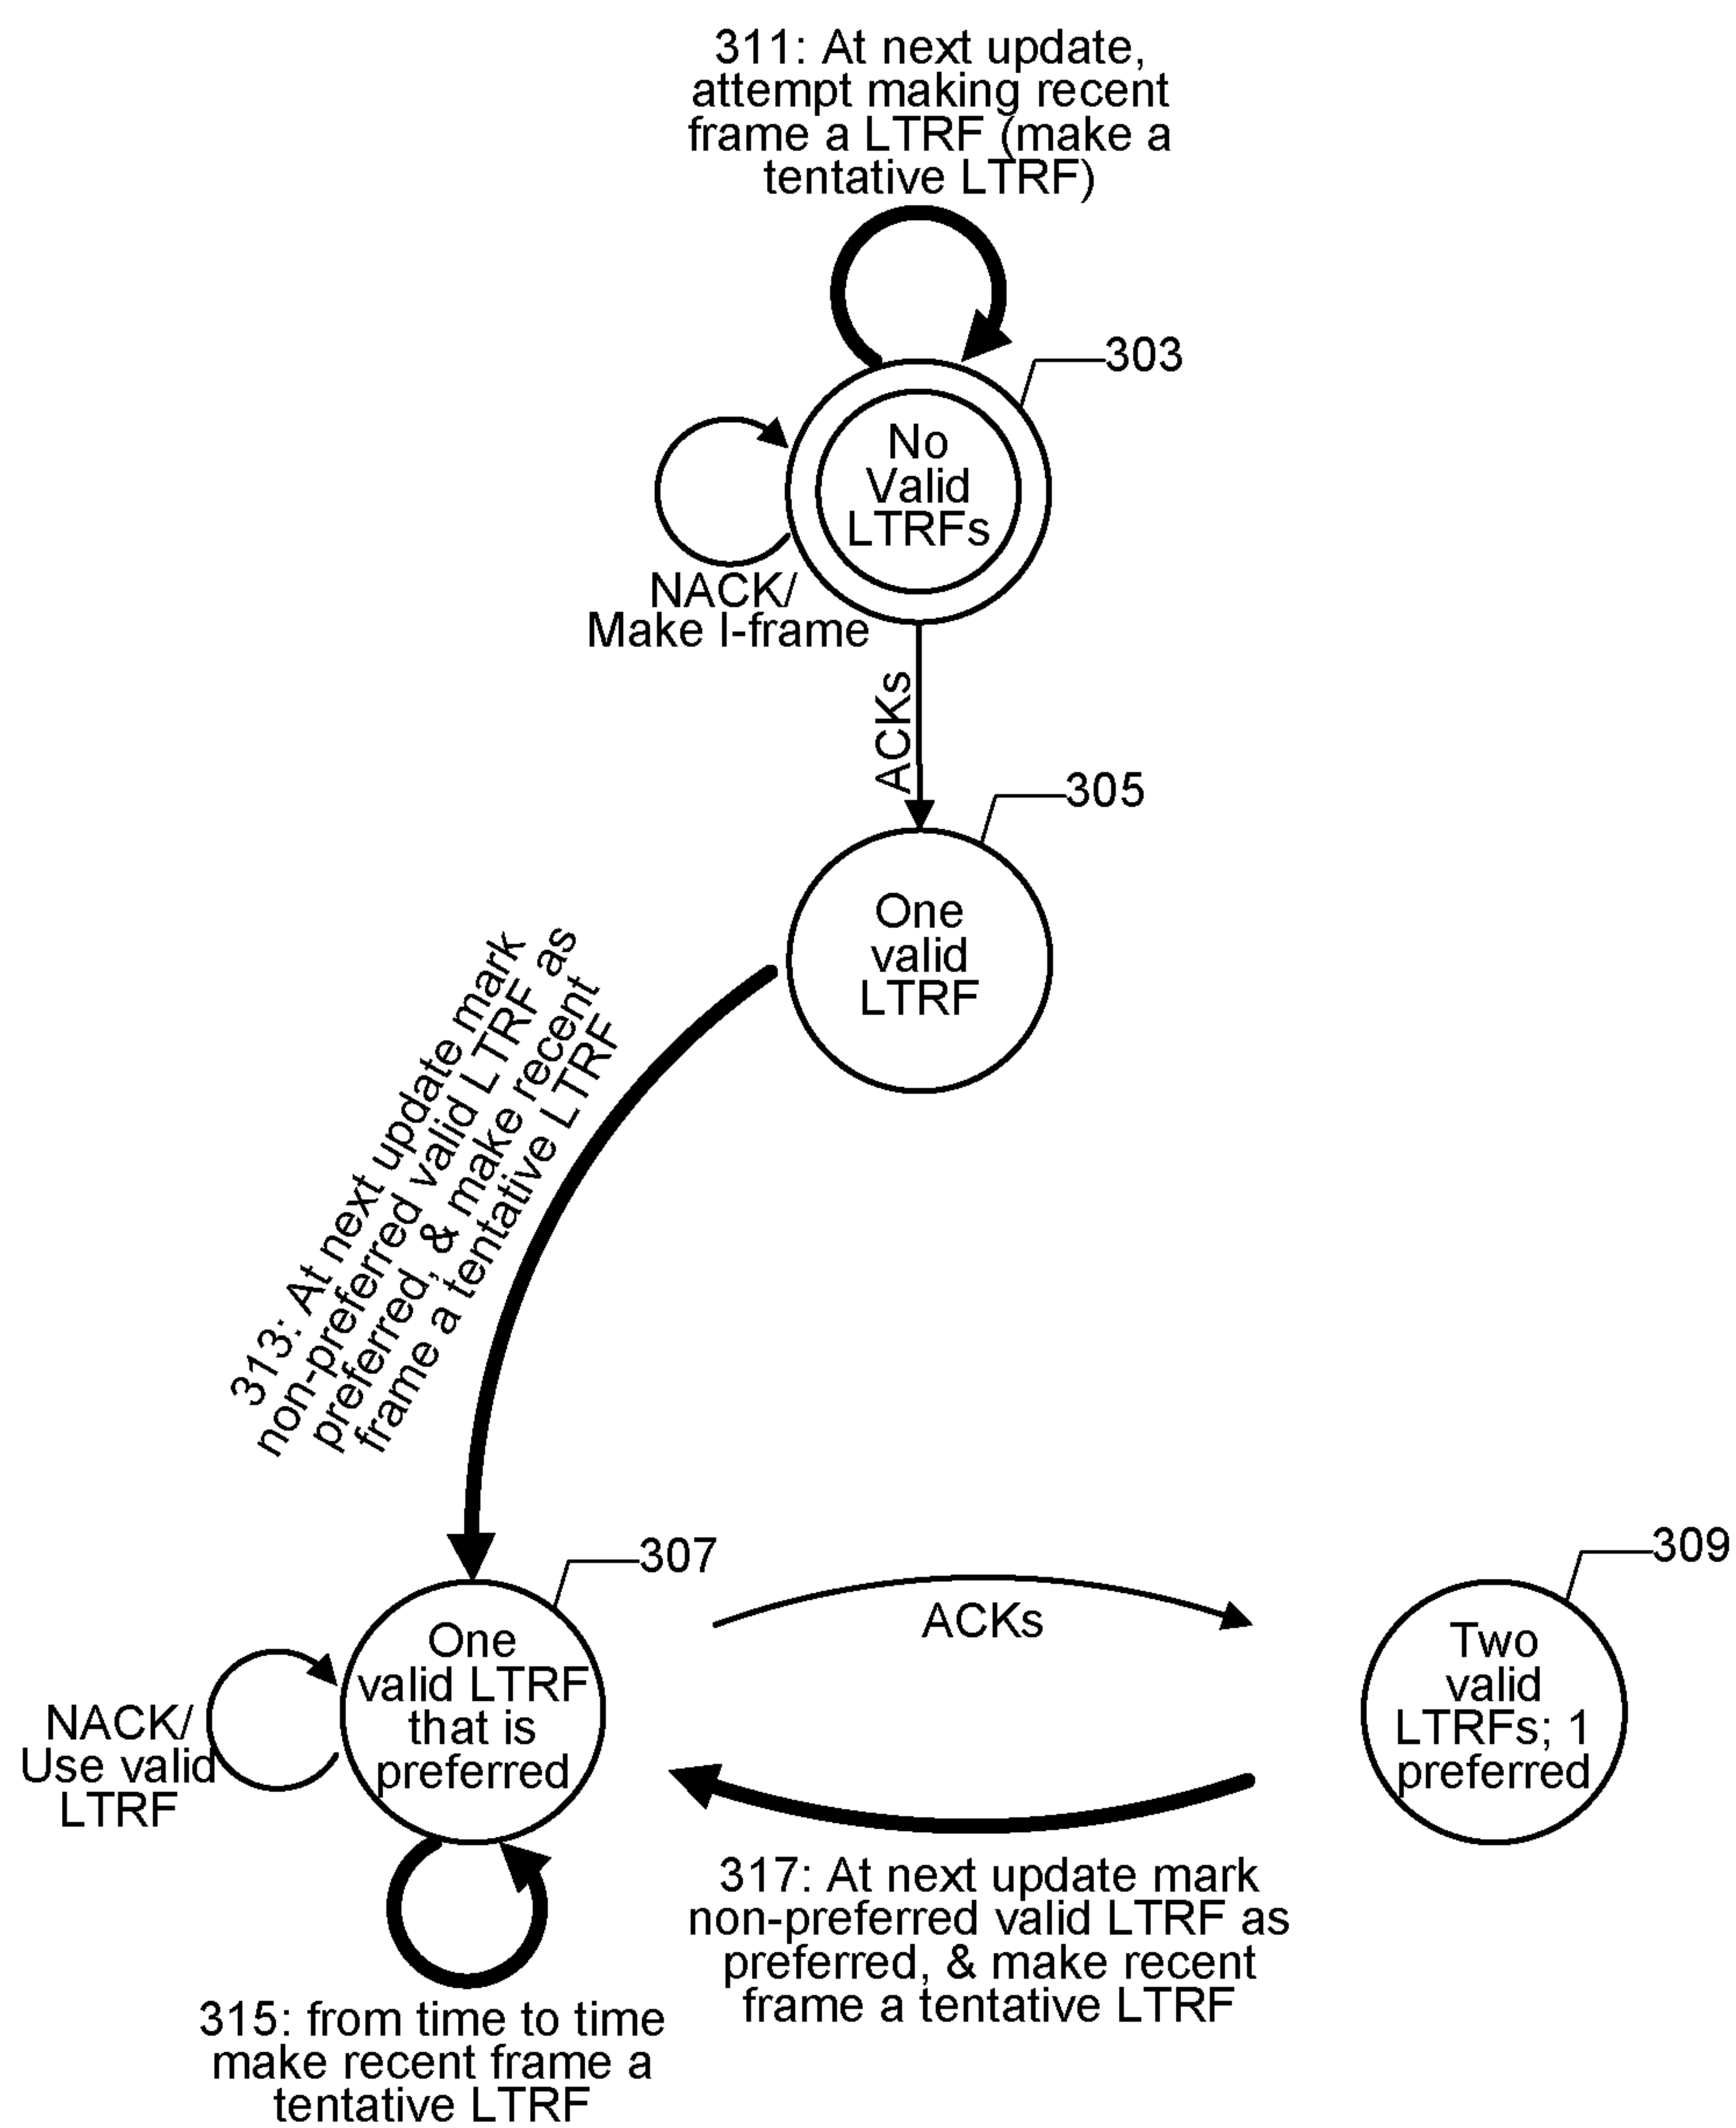 311: At next update,
attempt making recent
frame a LTRF (make a
tentative LTRF)
303
No
Valid
LTRFs
NACK/
Make I-frame
ACKs
305
One
valid
LTRF
313: At next update mark
non-preferred valid LTRF as
preferred, & make recent
frame a tentative LTRF
307
309
One
valid LTRF
that is
preferred
ACKs
Two
valid
LTRFs; 1
preferred
NACK/
Use valid
LTRF
317: At next update mark
non-preferred valid LTRF as
preferred, & make recent
frame a tentative LTRF
315: from time to time
make recent frame a
tentative LTRF